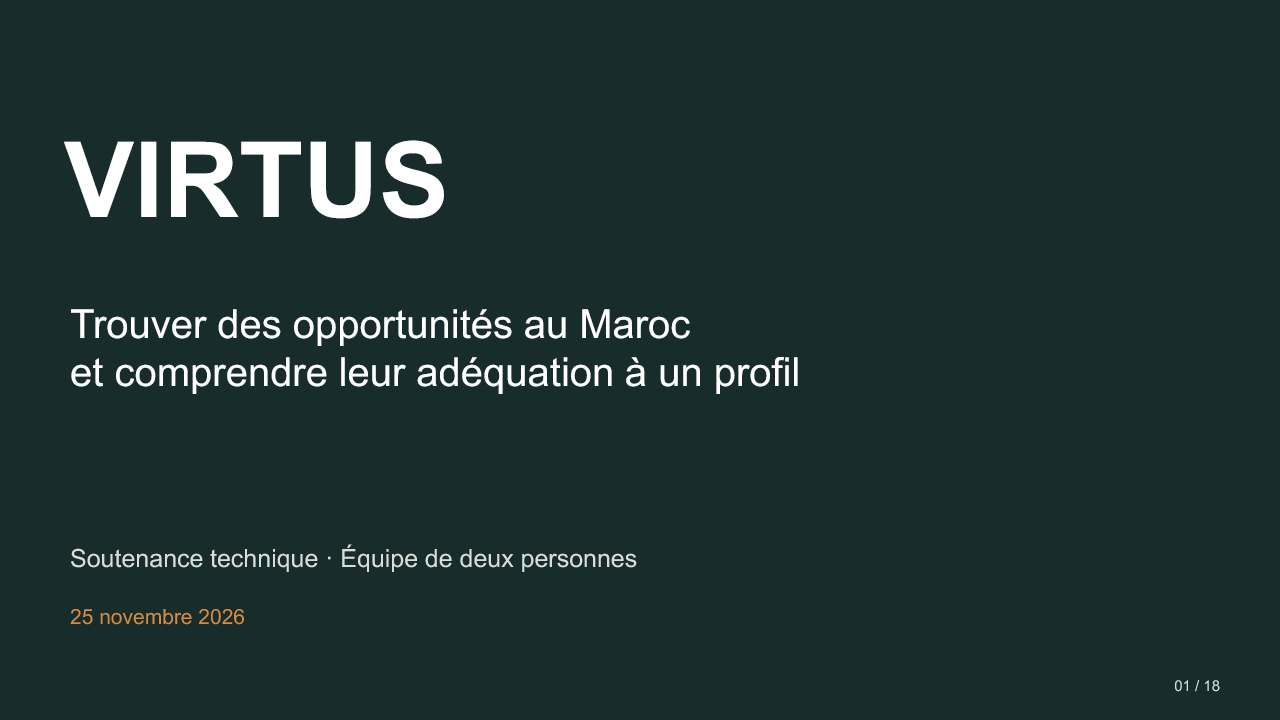 VIRTUS
Trouver des opportunités au Maroc
et comprendre leur adéquation à un profil
Soutenance technique · Équipe de deux personnes
25 novembre 2026
01 / 18